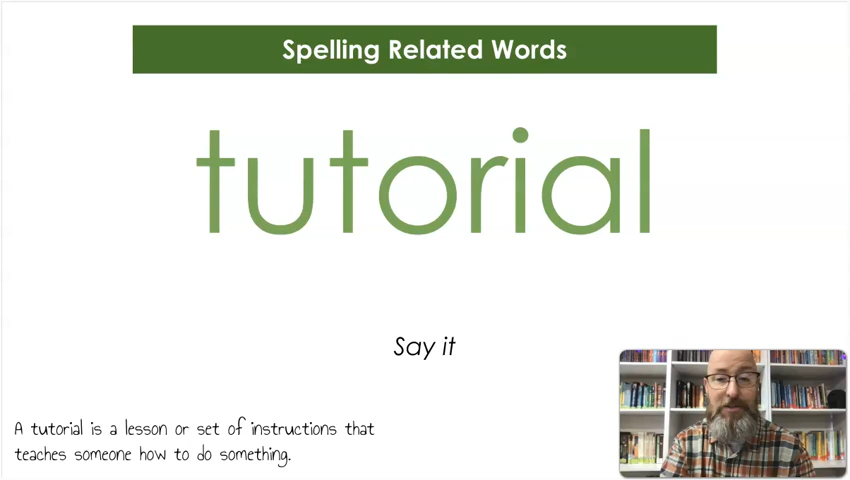 Spelling Related Words
tutorial
Say it
A tutorial is a lesson or set of instructions that
teaches someone how to do something.